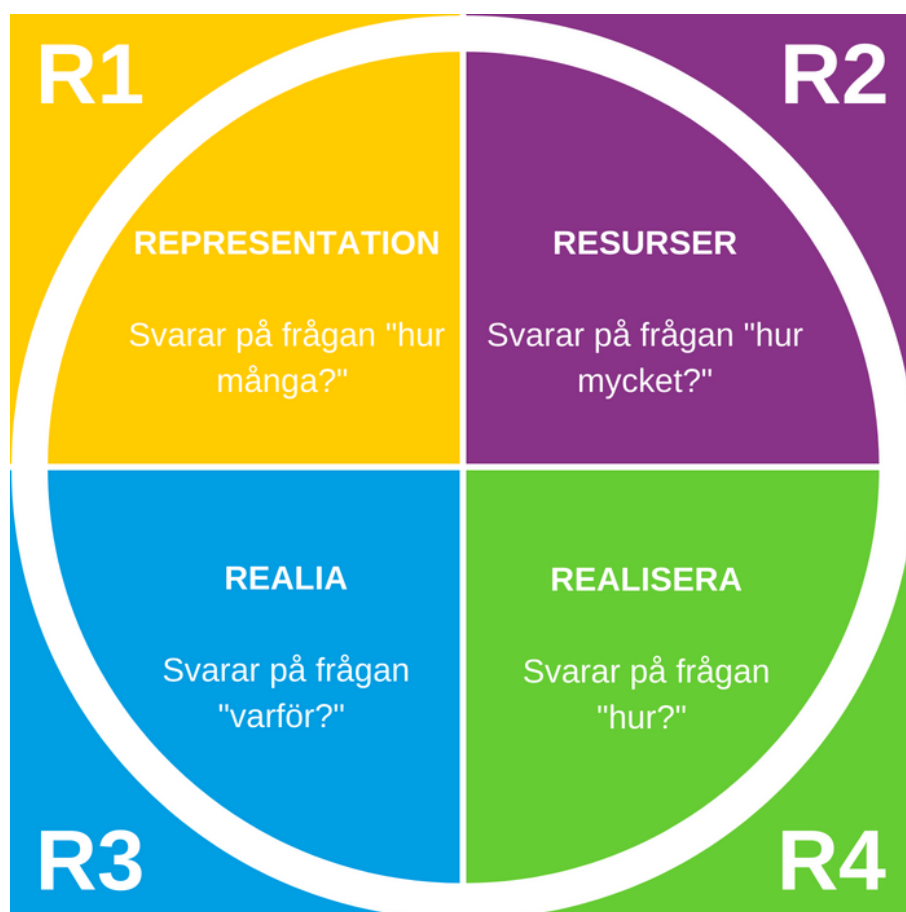 R1
REPRESENTATION
Svarar på frågan "hur
många?"
R2
RESURSER
Svarar på frågan "hur
mycket?"
REALIA
Svarar på frågan
"varför?"
R3
REALISERA
Svarar på frågan
"hur?"
R4